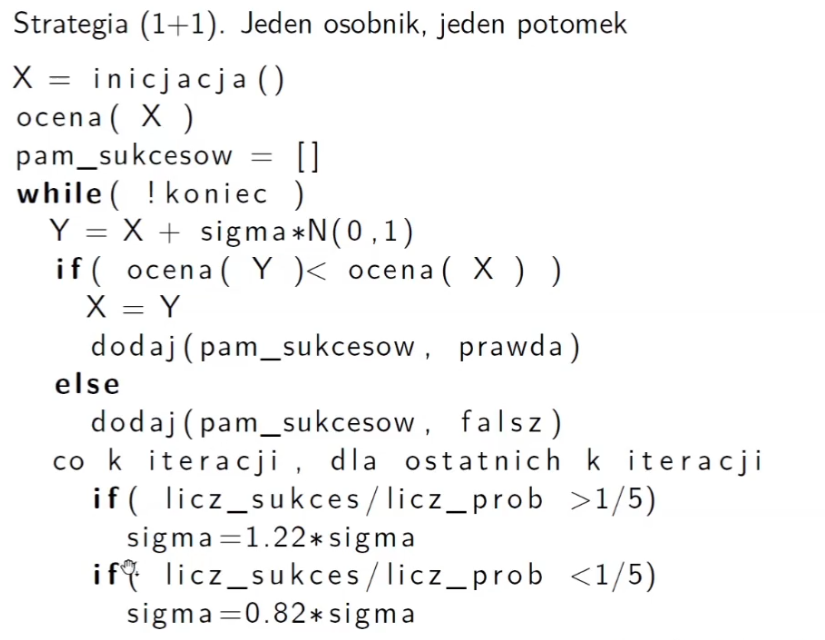 Strategia (1+1). Jeden osobnik, jeden potomek
X = inicjacja()
ocena( X )
pam_sukcesow = []
while( !koniec )
Y = X + sigma*N(0,1)
if( ocena( Y )< ocena( X ) )
X = Y
dodaj(pam_sukcesow, prawda)
else
dodaj(pam_sukcesow, falsz)
co k iteracji, dla ostatnich k iteracji
if( licz_sukces/licz_prob >1/5)
sigma=1.22*sigma
if( licz_sukces/licz_prob <1/5)
sigma=0.82*sigma